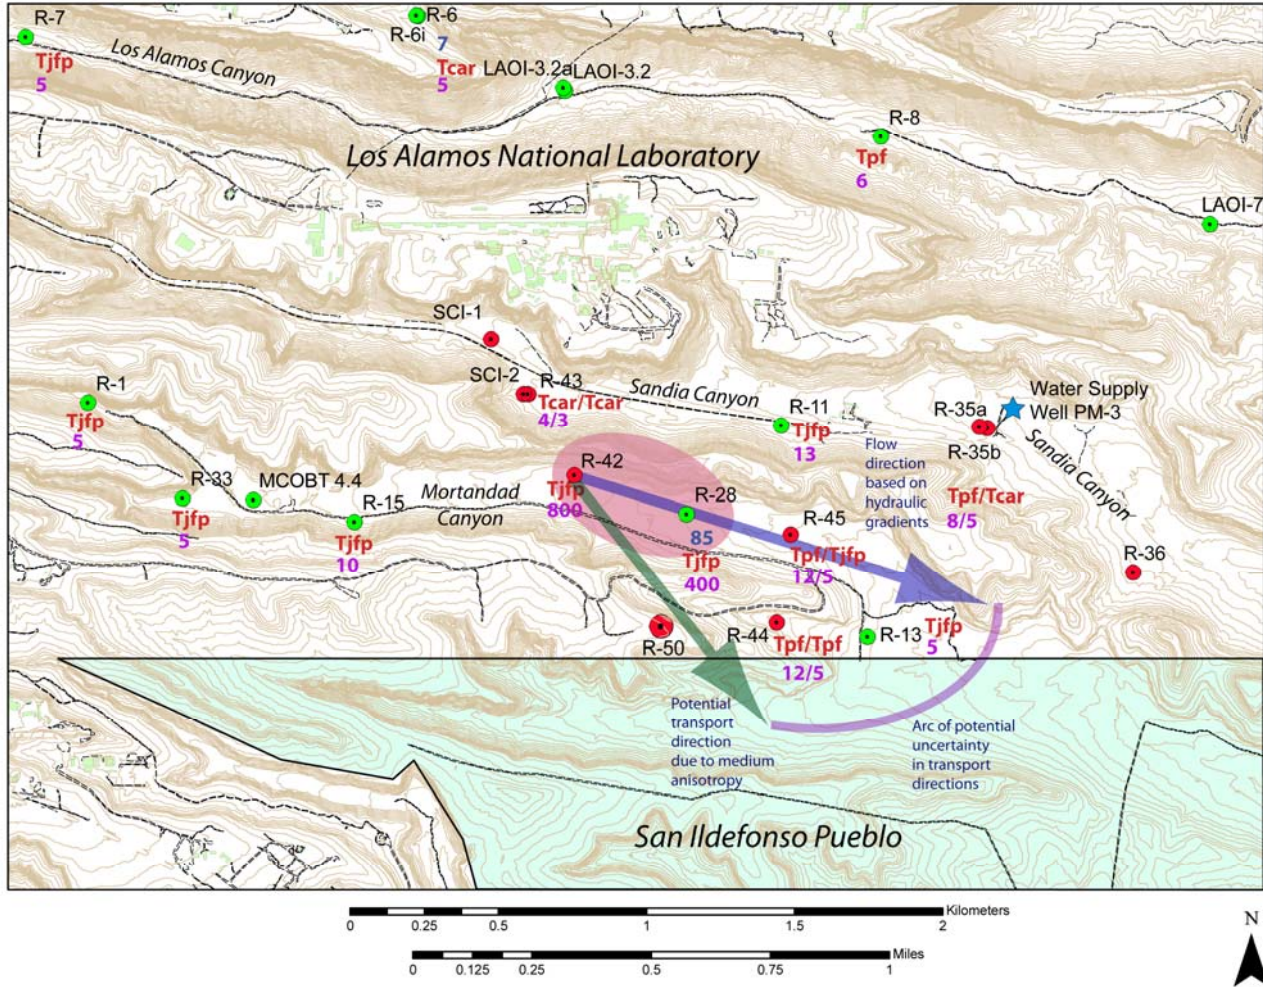 R-7
Tjfp
5
Los Alamos Canyon
R-6
R-6i
7
Tcar
5
LAOI-3.2a
LAOI-3.2
R-8
Tpf
6
LAOI-7
Los Alamos National Laboratory
SCI-1
SCI-2
R-43
Tcar/Tcar
4/3
Sandia Canyon
R-11
Tjfp
13
R-35a
R-35b
Water Supply
Well PM-3
Sandia Canyon
Tpf/Tcar
8/5
R-36
Flow
direction
based on
hydraulic
gradients
R-1
Tjfp
5
R-33
Tjfp
5
MCOBT 4.4
R-15
Tjfp
10
Mortandad
Canyon
R-42
Tjfp
800
R-28
85
Tjfp
400
R-45
Tpf/Tjfp
12/5
R-50
R-44
Tpf/Tpf
12/5
R-13
Tjfp
5
Potential
transport
direction
due to medium
anisotropy
Arc of potential
uncertainty
in transport
directions
San Ildefonso Pueblo
Kilometers
0 0.25 0.5 1 1.5 2
Miles
0 0.125 0.25 0.5 0.75 1
N